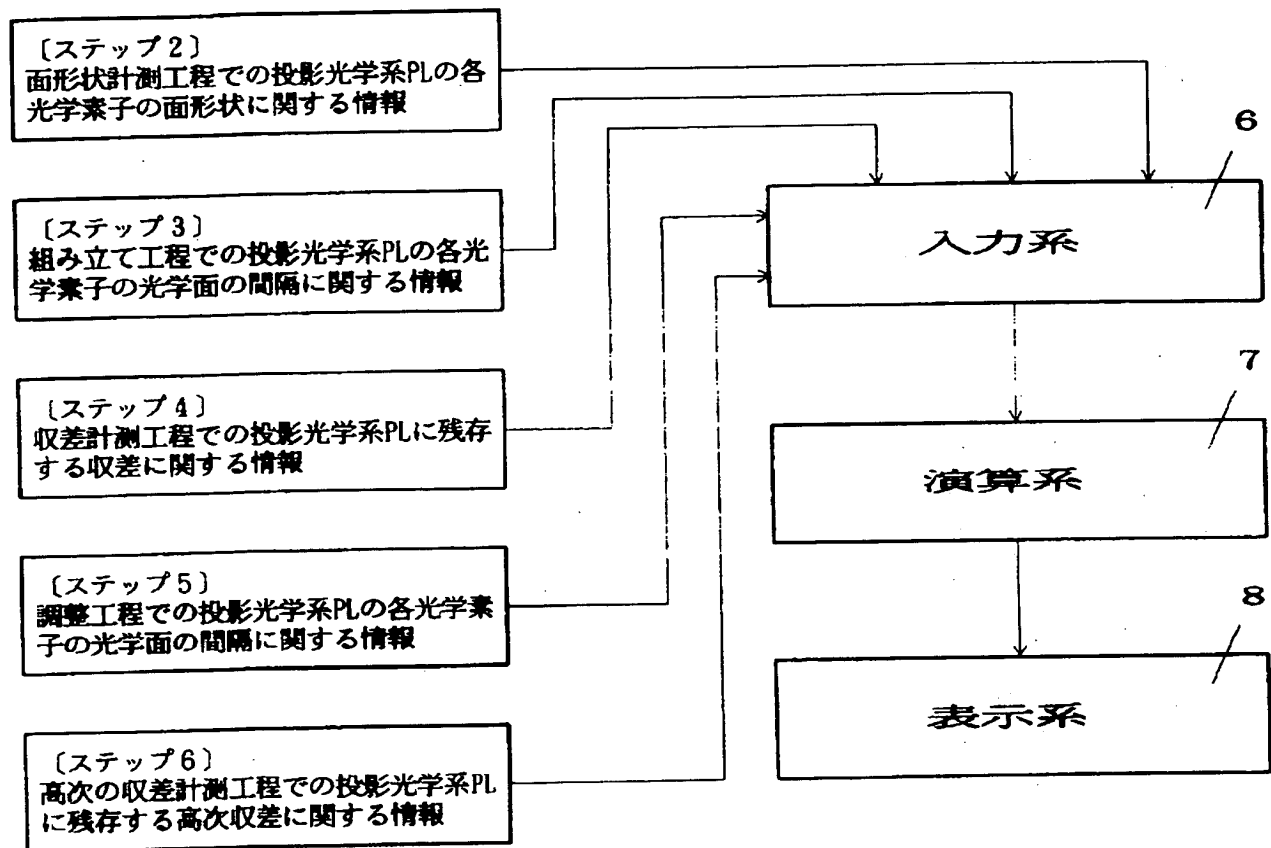 〔ステップ2〕
面形状計測工程での投影光学系PLの各
光学素子の面形状に関する情報
〔ステップ3〕
組み立て工程での投影光学系PLの各光
学素子の光学面の間隔に関する情報
〔ステップ4〕
収差計測工程での投影光学系PLに残存
する収差に関する情報
〔ステップ5〕
調整工程での投影光学系PLの各光学素
子の光学面の間隔に関する情報
〔ステップ6〕
高次の収差計測工程での投影光学系PL
に残存する高次収差に関する情報
6
入力系
7
演算系
8
表示系